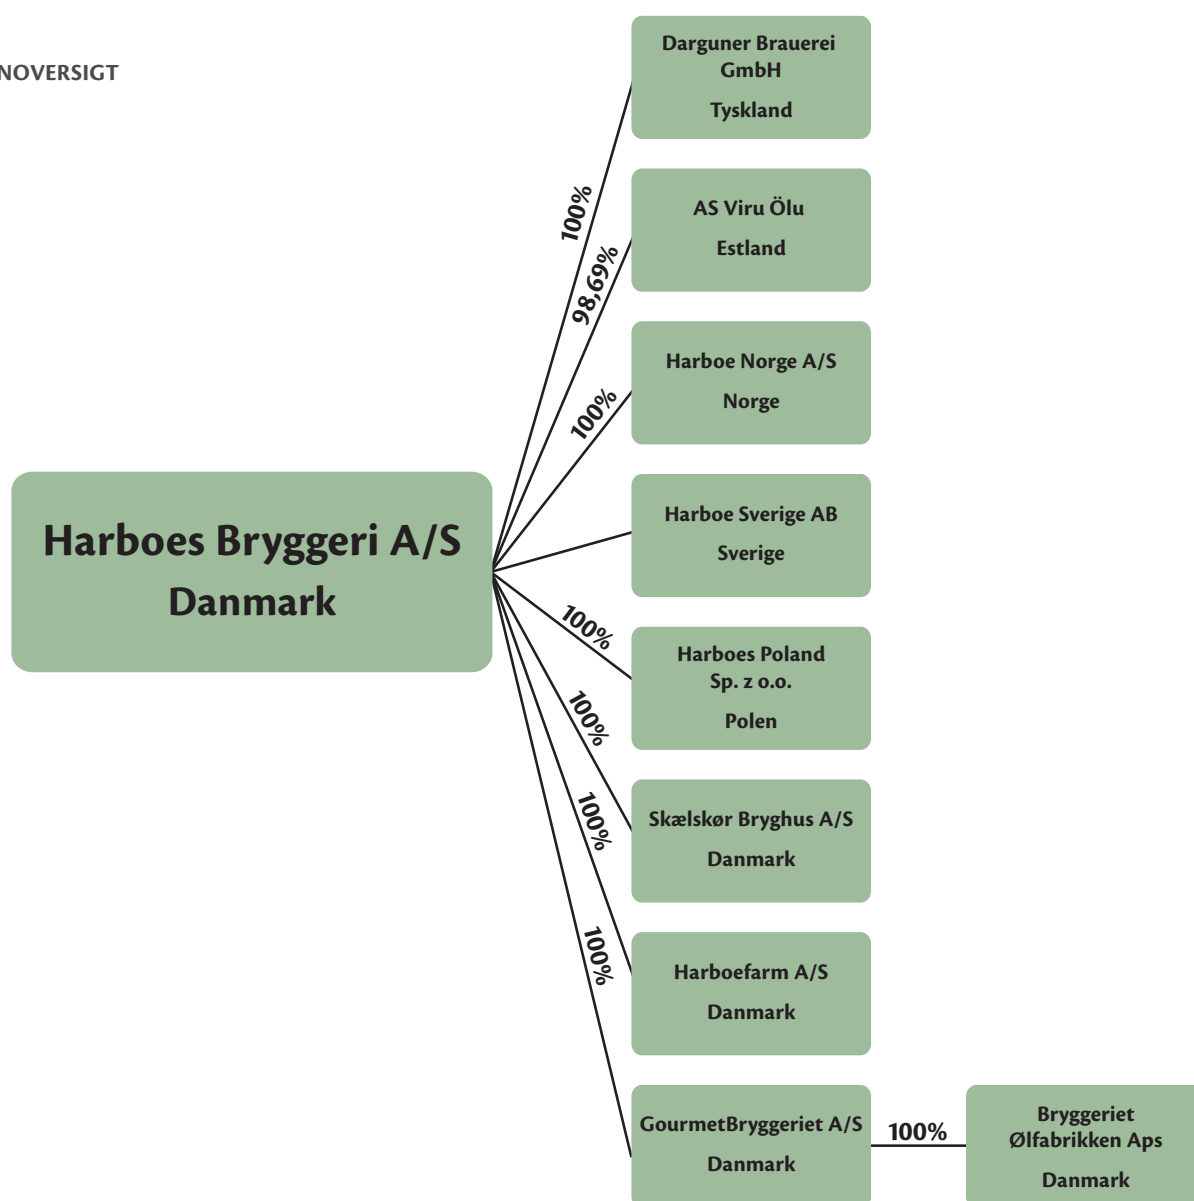 NOVERSIGT
Darguner Brauerei
GmbH
Tyskland
100%
AS Viru Ölu
Estland
98,69%
Harboe Norge A/S
Norge
100%
Harboe Sverige AB
Sverige
Harboes Bryggeri A/S
Danmark
100%
Harboes Poland
Sp. z o.o.
Polen
100%
Skælskør Bryghus A/S
Danmark
100%
Harboefarm A/S
Danmark
100%
GourmetBryggeriet A/S
Danmark
100%
Bryggeriet
Ølfabrikken Aps
Danmark